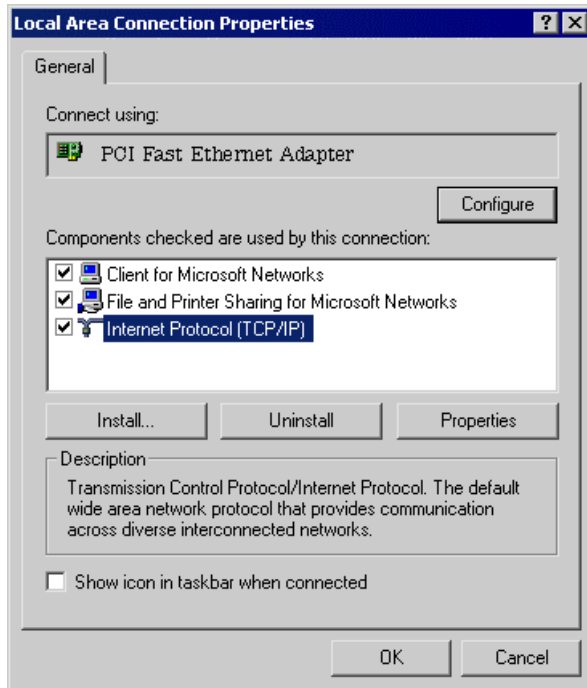 Local Area Connection Properties
General
Connect using:
PCI Fast Ethernet Adapter
Configure
Components checked are used by this connection:
Client for Microsoft Networks
File and Printer Sharing for Microsoft Networks
Internet Protocol (TCP/IP)
Install... Uninstall Properties
Description
Transmission Control Protocol/Internet Protocol. The default
wide area network protocol that provides communication
across diverse interconnected networks.
Show icon in taskbar when connected
OK Cancel